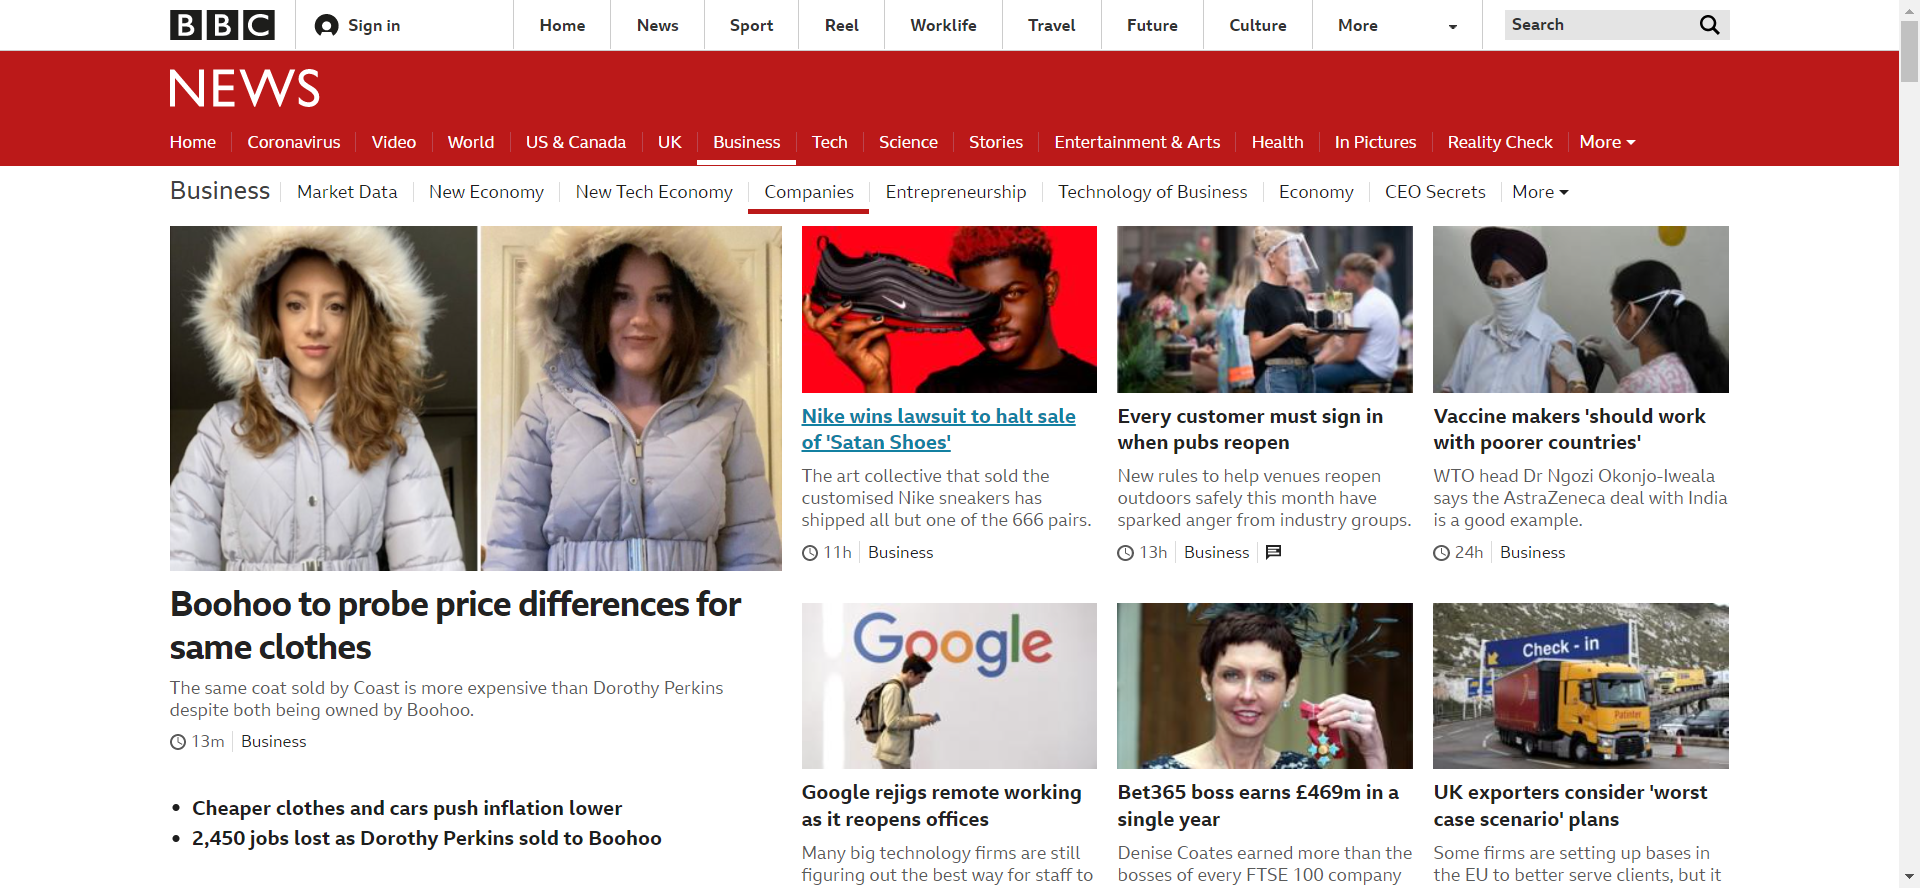 BBC
Sign in
Home
News
Sport
Reel
Worklife
Travel
Future
Culture
More
Search
NEWS
Home
Coronavirus
Video
World
US & Canada
UK
Business
Tech
Science
Stories
Entertainment & Arts
Health
In Pictures
Reality Check
More
Business
Market Data
New Economy
New Tech Economy
Companies
Entrepreneurship
Technology of Business
Economy
CEO Secrets
More
Boohoo to probe price differences for
same clothes
The same coat sold by Coast is more expensive than Dorothy Perkins
despite both being owned by Boohoo.
13m
Business
Cheaper clothes and cars push inflation lower
2,450 jobs lost as Dorothy Perkins sold to Boohoo
Nike wins lawsuit to halt sale
of 'Satan Shoes'
The art collective that sold the
customised Nike sneakers has
shipped all but one of the 666 pairs.
11h
Business
Every customer must sign in
when pubs reopen
New rules to help venues reopen
outdoors safely this month have
sparked anger from industry groups.
13h
Business
Vaccine makers 'should work
with poorer countries'
WTO head Dr Ngozi Okonjo-Iweala
says the AstraZeneca deal with India
is a good example.
24h
Business
Google
Google rejigs remote working
as it reopens offices
Many big technology firms are still
figuring out the best way for staff to
Bet365 boss earns £469m in a
single year
Denise Coates earned more than the
bosses of every FTSE 100 company
Check-in
UK exporters consider 'worst
case scenario' plans
Some firms are setting up bases in
the EU to better serve clients, but it